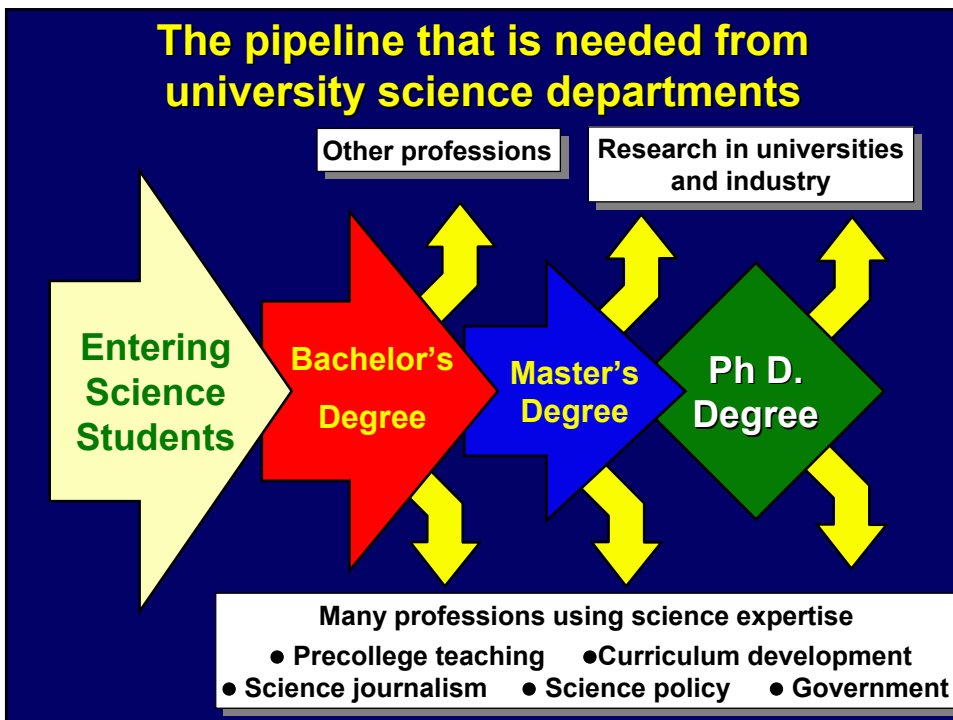 The pipeline that is needed from
university science departments
Other professions
Research in universities
and industry
Entering
Science
Students
Bachelor's
Degree
Master's
Degree
Ph D.
Degree
Many professions using science expertise
● Precollege teaching ●Curriculum development
● Science journalism ● Science policy ● Government